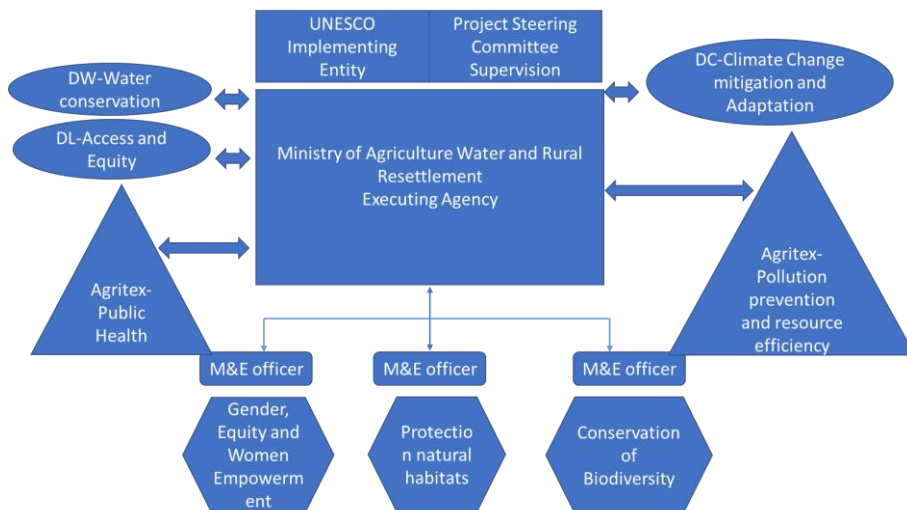 UNESCO
Implementing
Entity
Project Steering
Committee
Supervision
DW-Water
conservation
DL-Access and
Equity
DC-Climate Change
mitigation and
Adaptation
Ministry of Agriculture Water and Rural
Resettlement
Executing Agency
Agritex-
Public
Health
Agritex-
Pollution
prevention
and resource
efficiency
M&E officer
M&E officer
M&E officer
Gender,
Equity and
Women
Empowerm
ent
Protectio
n natural
habitats
Conservation
of
Biodiversity